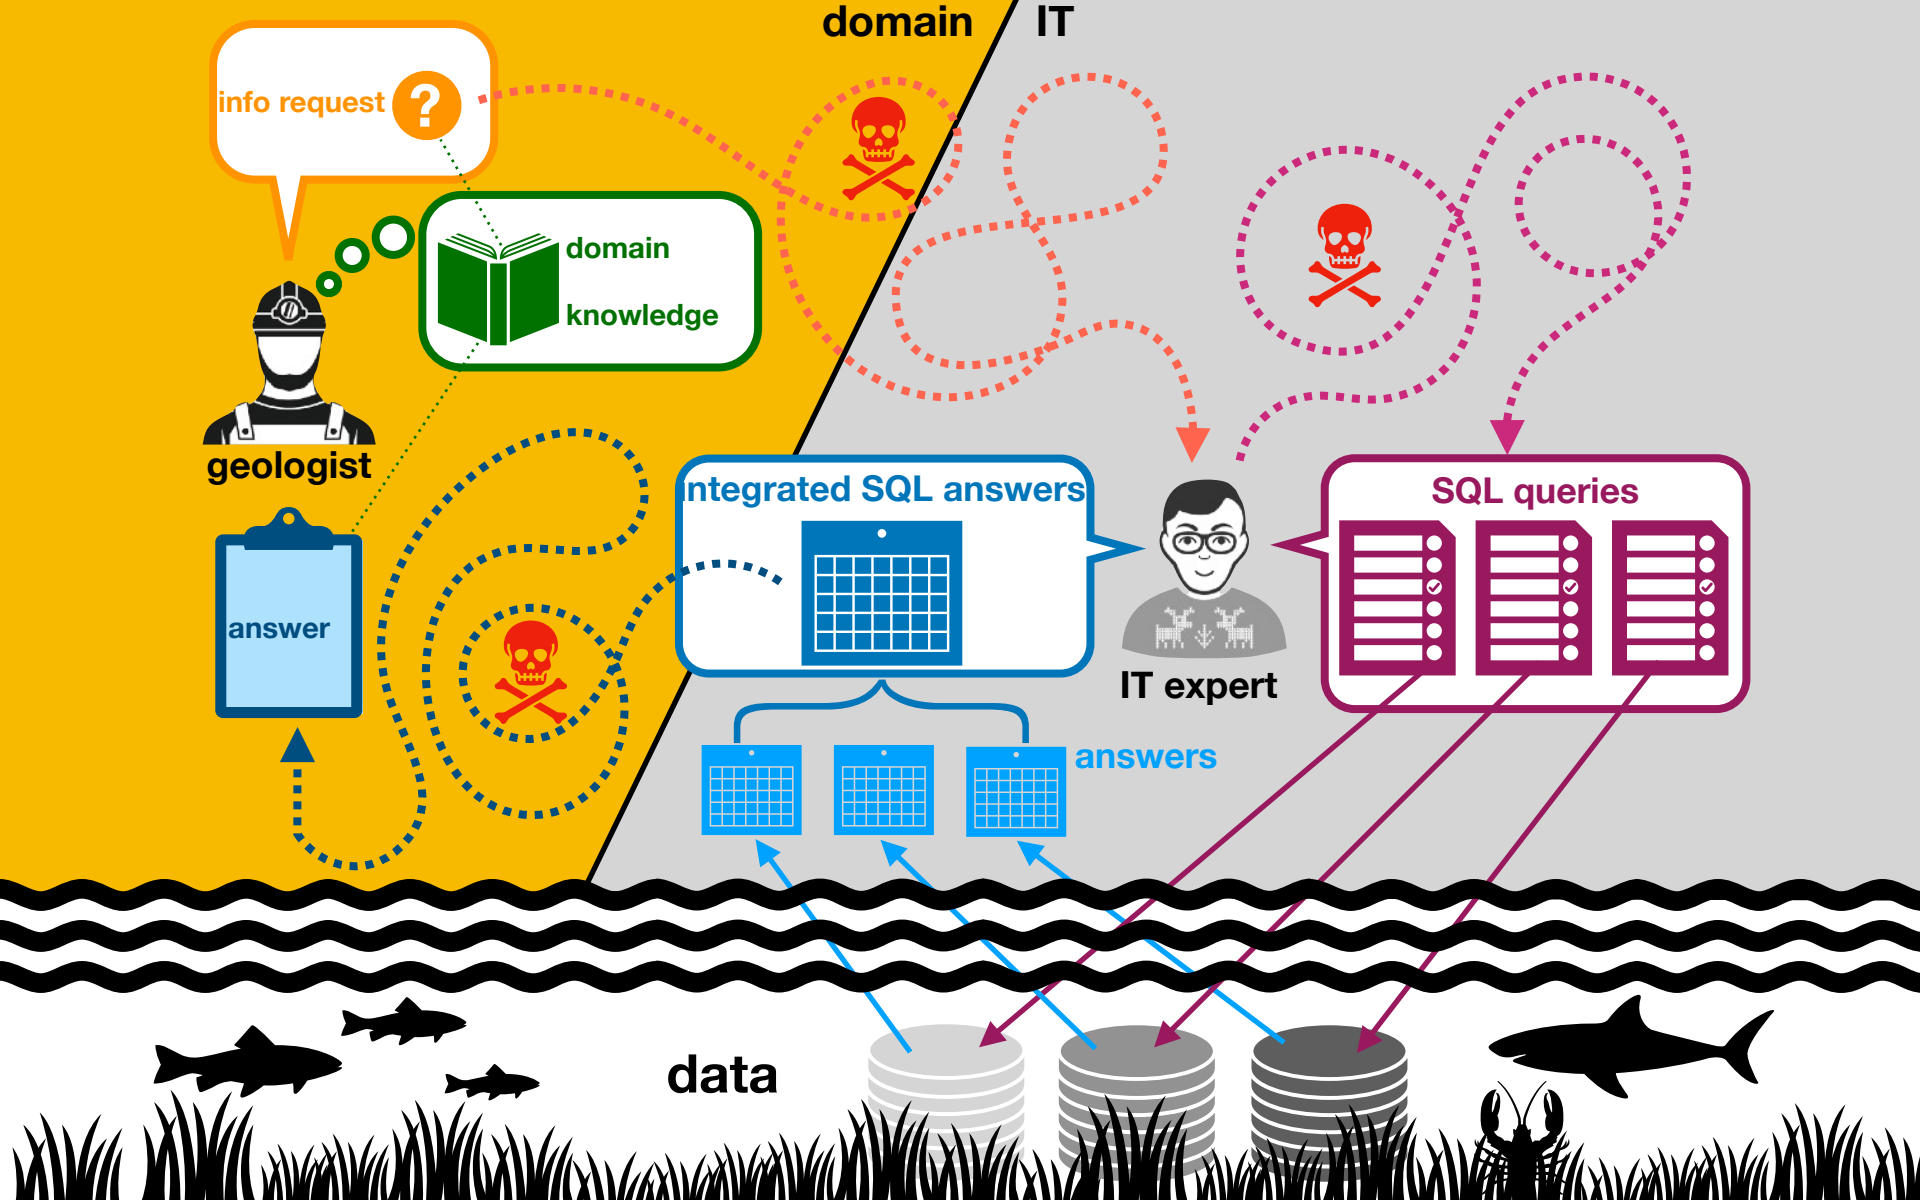 domain
IT
info request
?
domain
knowledge
geologist
integrated SQL answers
SQL queries
answer
IT expert
answers
data